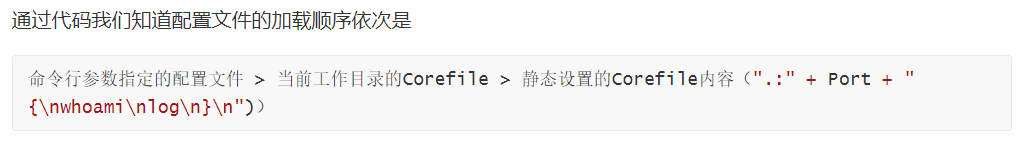 通过代码我们知道配置文件的加载顺序依次是
命令行参数指定的配置文件 > 当前工作目录的Corefile > 静态设置的Corefile内容（".:" + Port + "
{\nwhoami\nlog\n}\n")）